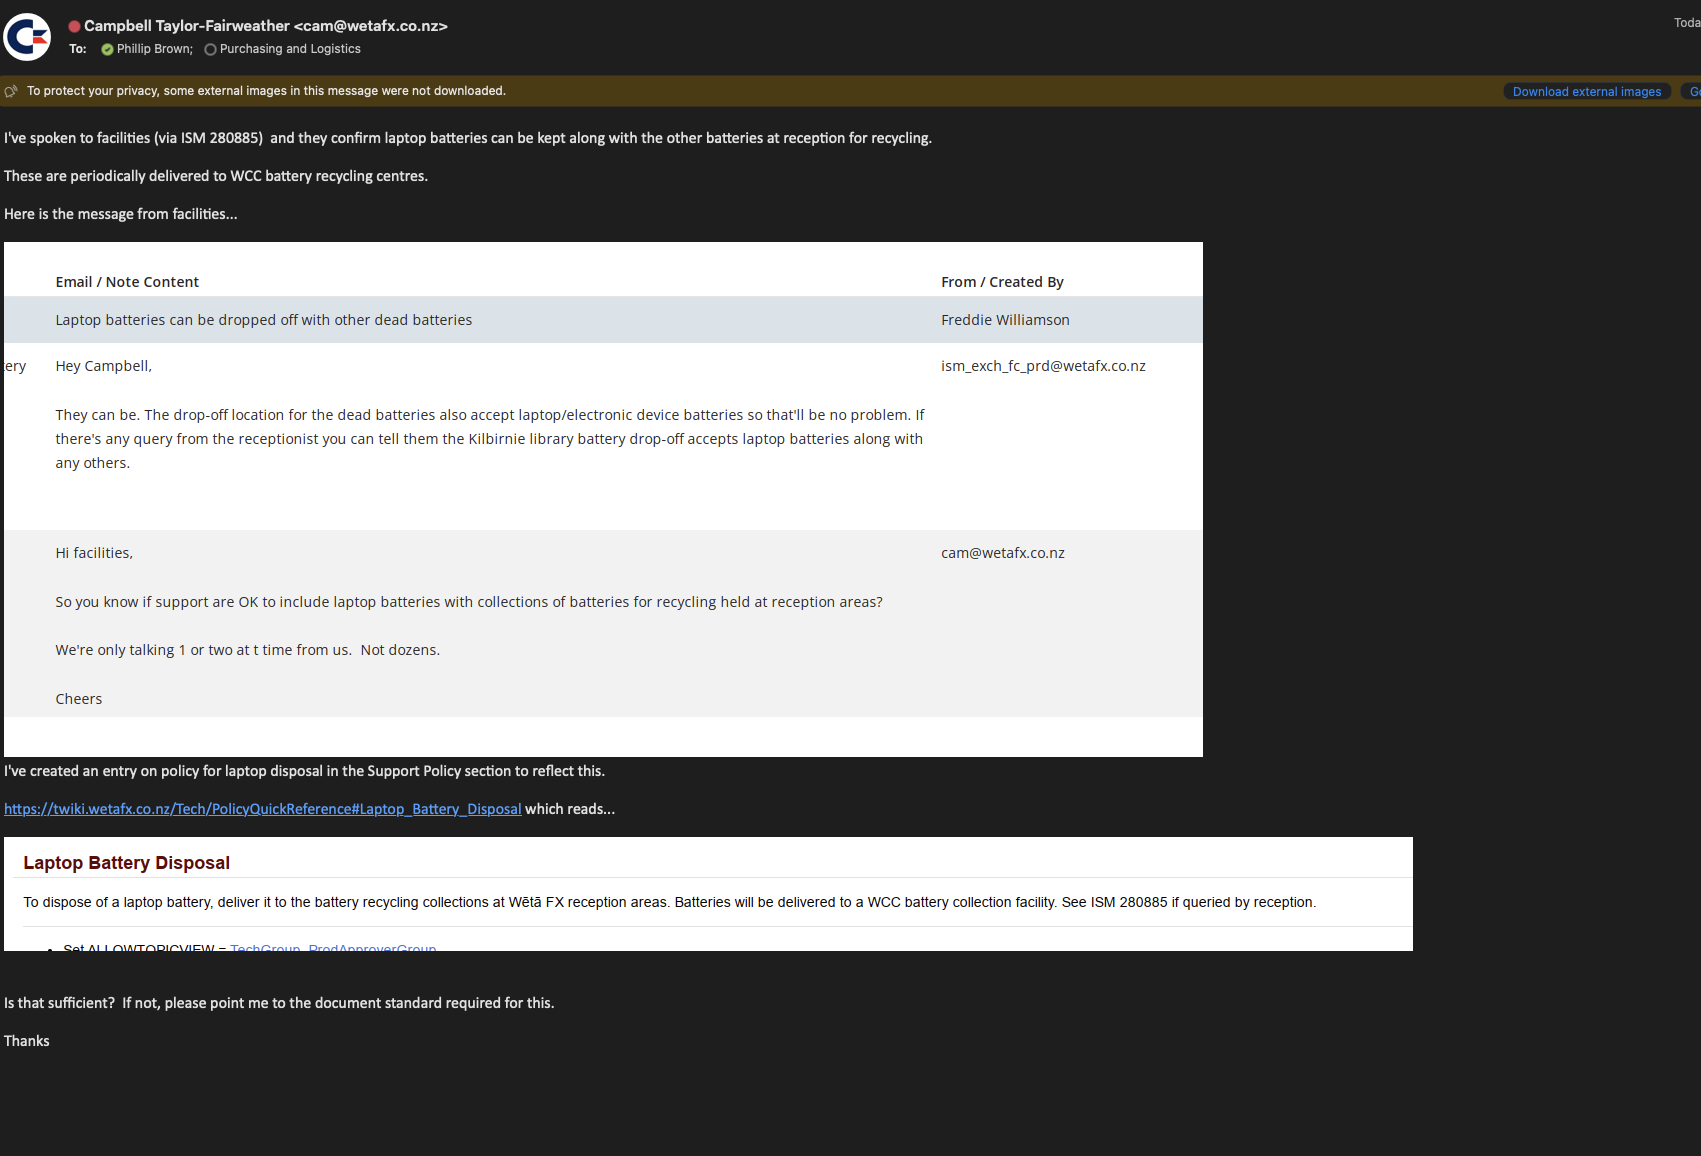 Campbell Taylor-Fairweather <cam@wetafx.co.nz>
To: Phillip Brown; Purchasing and Logistics
To protect your privacy, some external images in this message were not downloaded.
Download external images
I've spoken to facilities (via ISM 280885)  and they confirm laptop batteries can be kept along with the other batteries at reception for recycling.
These are periodically delivered to WCC battery recycling centres.
Here is the message from facilities...
Email / Note Content From / Created By
Laptop batteries can be dropped off with other dead batteries Freddie Williamson
Hey Campbell, ism_exch_fc_prd@wetafx.co.nz
They can be. The drop-off location for the dead batteries also accept laptop/electronic device batteries so that'll be no problem. If
there's any query from the receptionist you can tell them the Kilbirnie library battery drop-off accepts laptop batteries along with
any others.
Hi facilities, cam@wetafx.co.nz
So you know if support are OK to include laptop batteries with collections of batteries for recycling held at reception areas?
We're only talking 1 or two at t time from us.  Not dozens.
Cheers
I've created an entry on policy for laptop disposal in the Support Policy section to reflect this.
https://twiki.wetafx.co.nz/Tech/PolicyQuickReference#Laptop_Battery_Disposal which reads...
Laptop Battery Disposal
To dispose of a laptop battery, deliver it to the battery recycling collections at Wētā FX reception areas. Batteries will be delivered to a WCC battery collection facility. See ISM 280885 if queried by reception.
• Set ALLOWTOPICVIEW = TechGroup, ProdApproverGroup
Is that sufficient?  If not, please point me to the document standard required for this.
Thanks